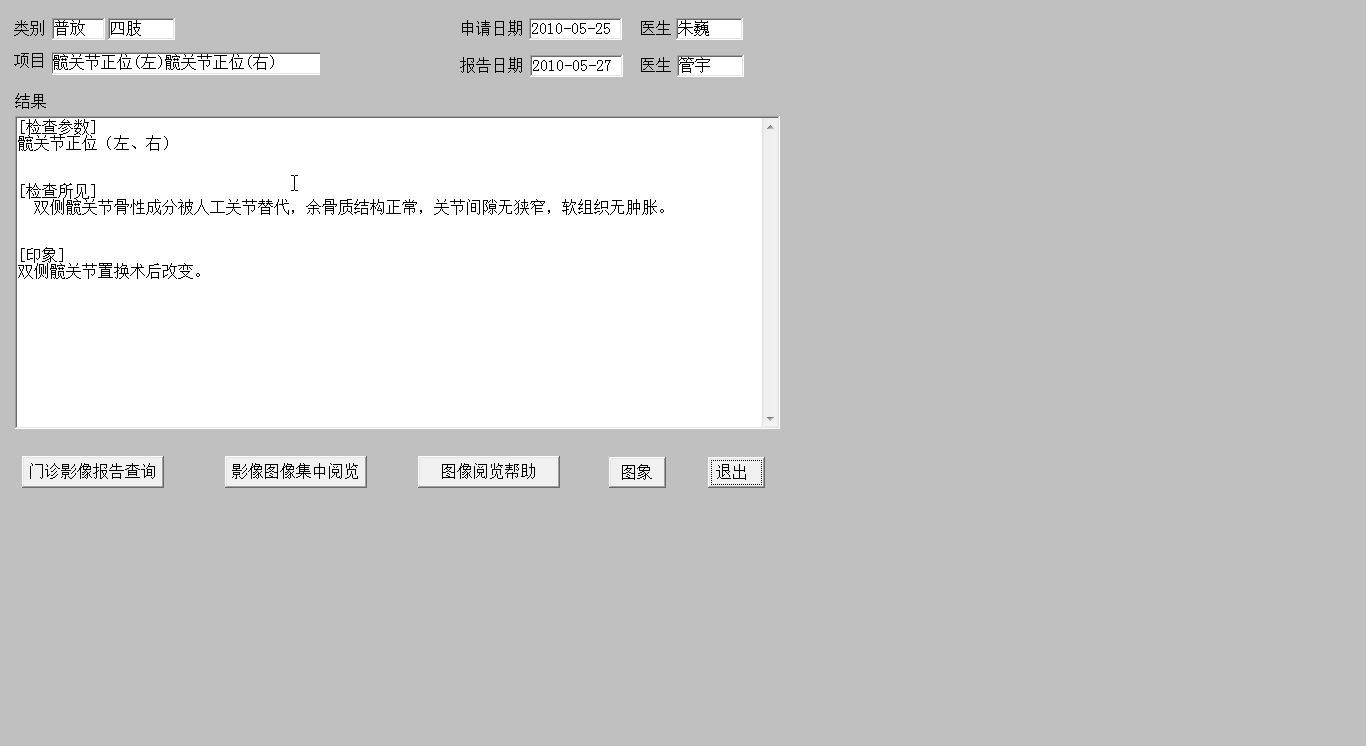 类别 普放 四肢 申请日期 2010-05-25 医生 朱巍
项目 髋关节正位(左)髋关节正位(右) 报告日期 2010-05-27 医生 管宇
结果
[检查参数]
髋关节正位（左、右）
[检查所见]
双侧髋关节骨性成分被人工关节替代，余骨质结构正常，关节间隙无狭窄，软组织无肿胀。
[印象]
双侧髋关节置换术后改变。
门诊影像报告查询 影像图像集中阅览 图像阅览帮助 图象 退出